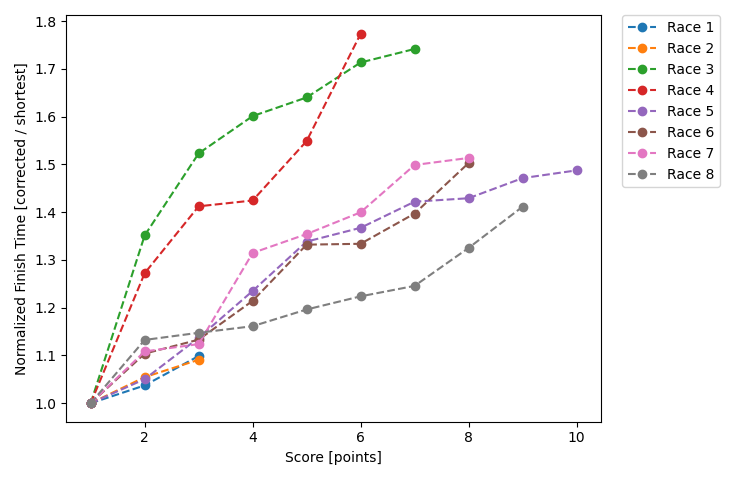 1.8
1.7
1.6
1.5
1.4
1.3
1.2
1.1
1.0
Normalized Finish Time [corrected / shortest]
2 4 6 8 10
Score [points]
Race 1
Race 2
Race 3
Race 4
Race 5
Race 6
Race 7
Race 8